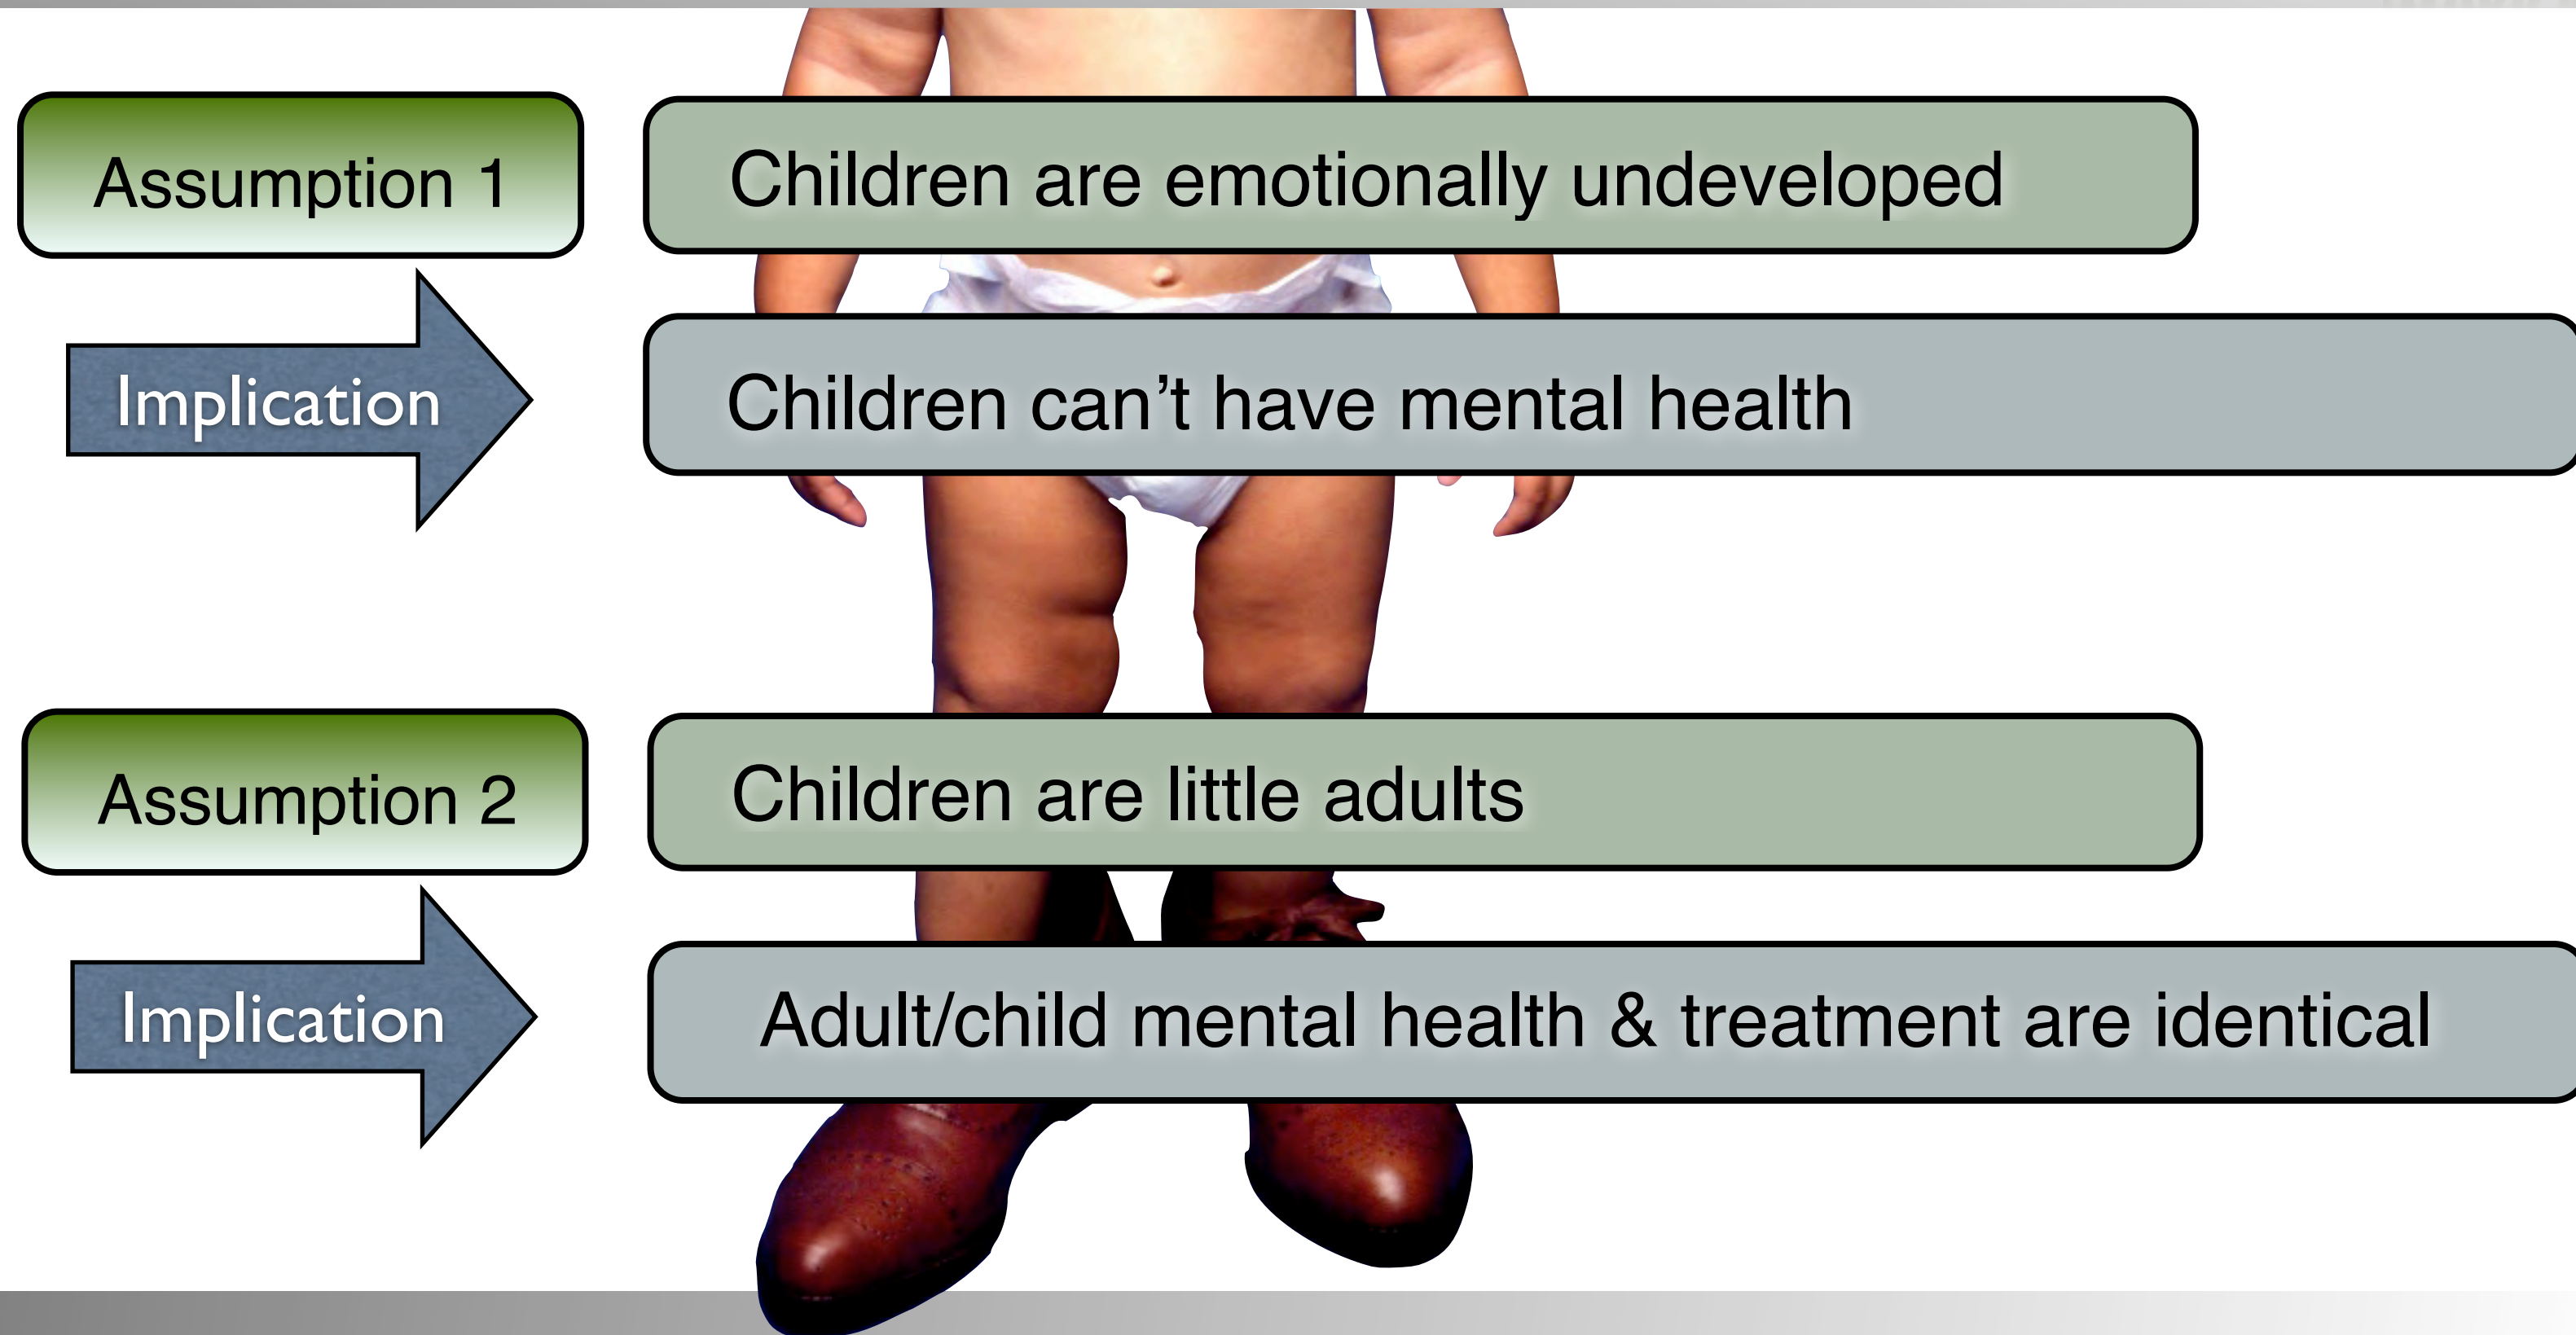 Assumption 1
Children are emotionally undeveloped
Implication
Children can’t have mental health
Assumption 2
Children are little adults
Implication
Adult/child mental health & treatment are identical